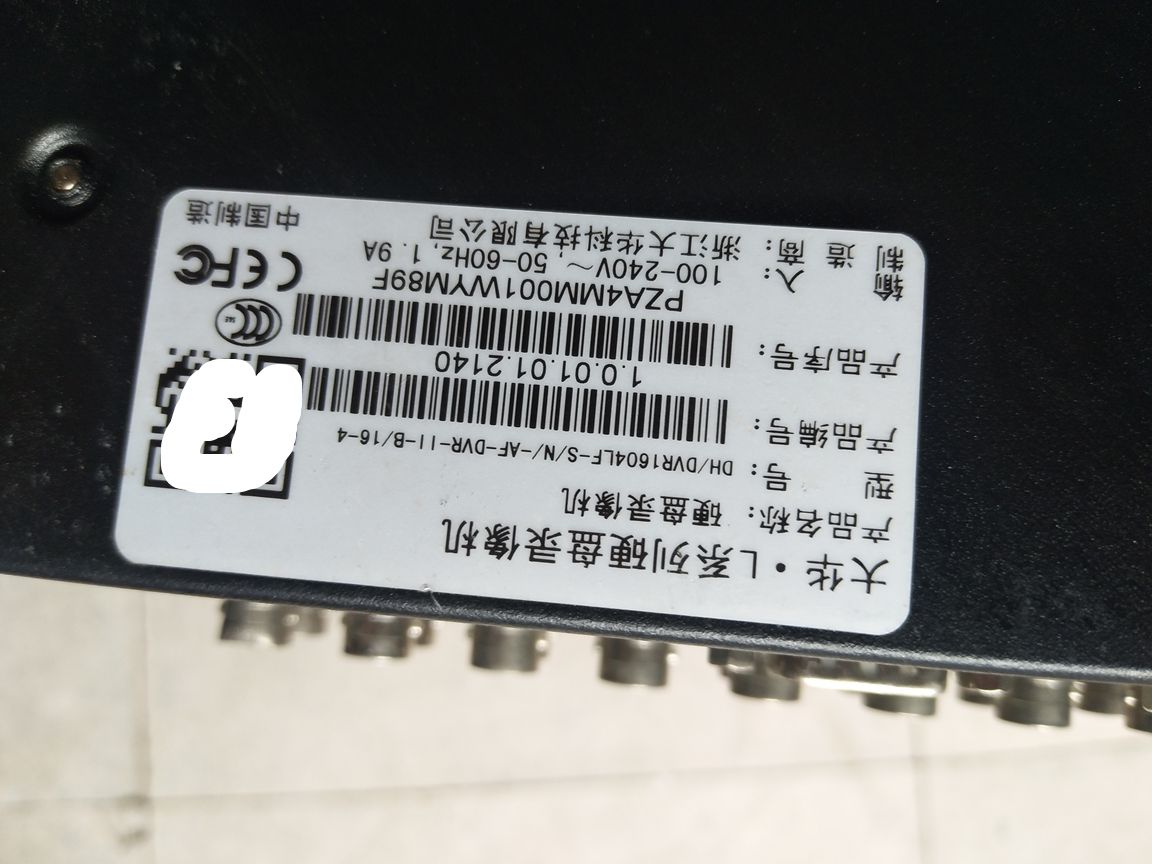 大华·L系列硬盘录像机
产品名称: 硬盘录像机
型 号: DH/DVR1604LF-S/N/-AF-DVR-II-B/16-4
产品编号:
1.0.01.01.2140
产品序号:
PZA4MM001WYM89F
输 入: 100-240V~, 50-60Hz, 1.9A
制 造 商: 浙江大华科技有限公司
CCC
S&E
CE FC
中国制造